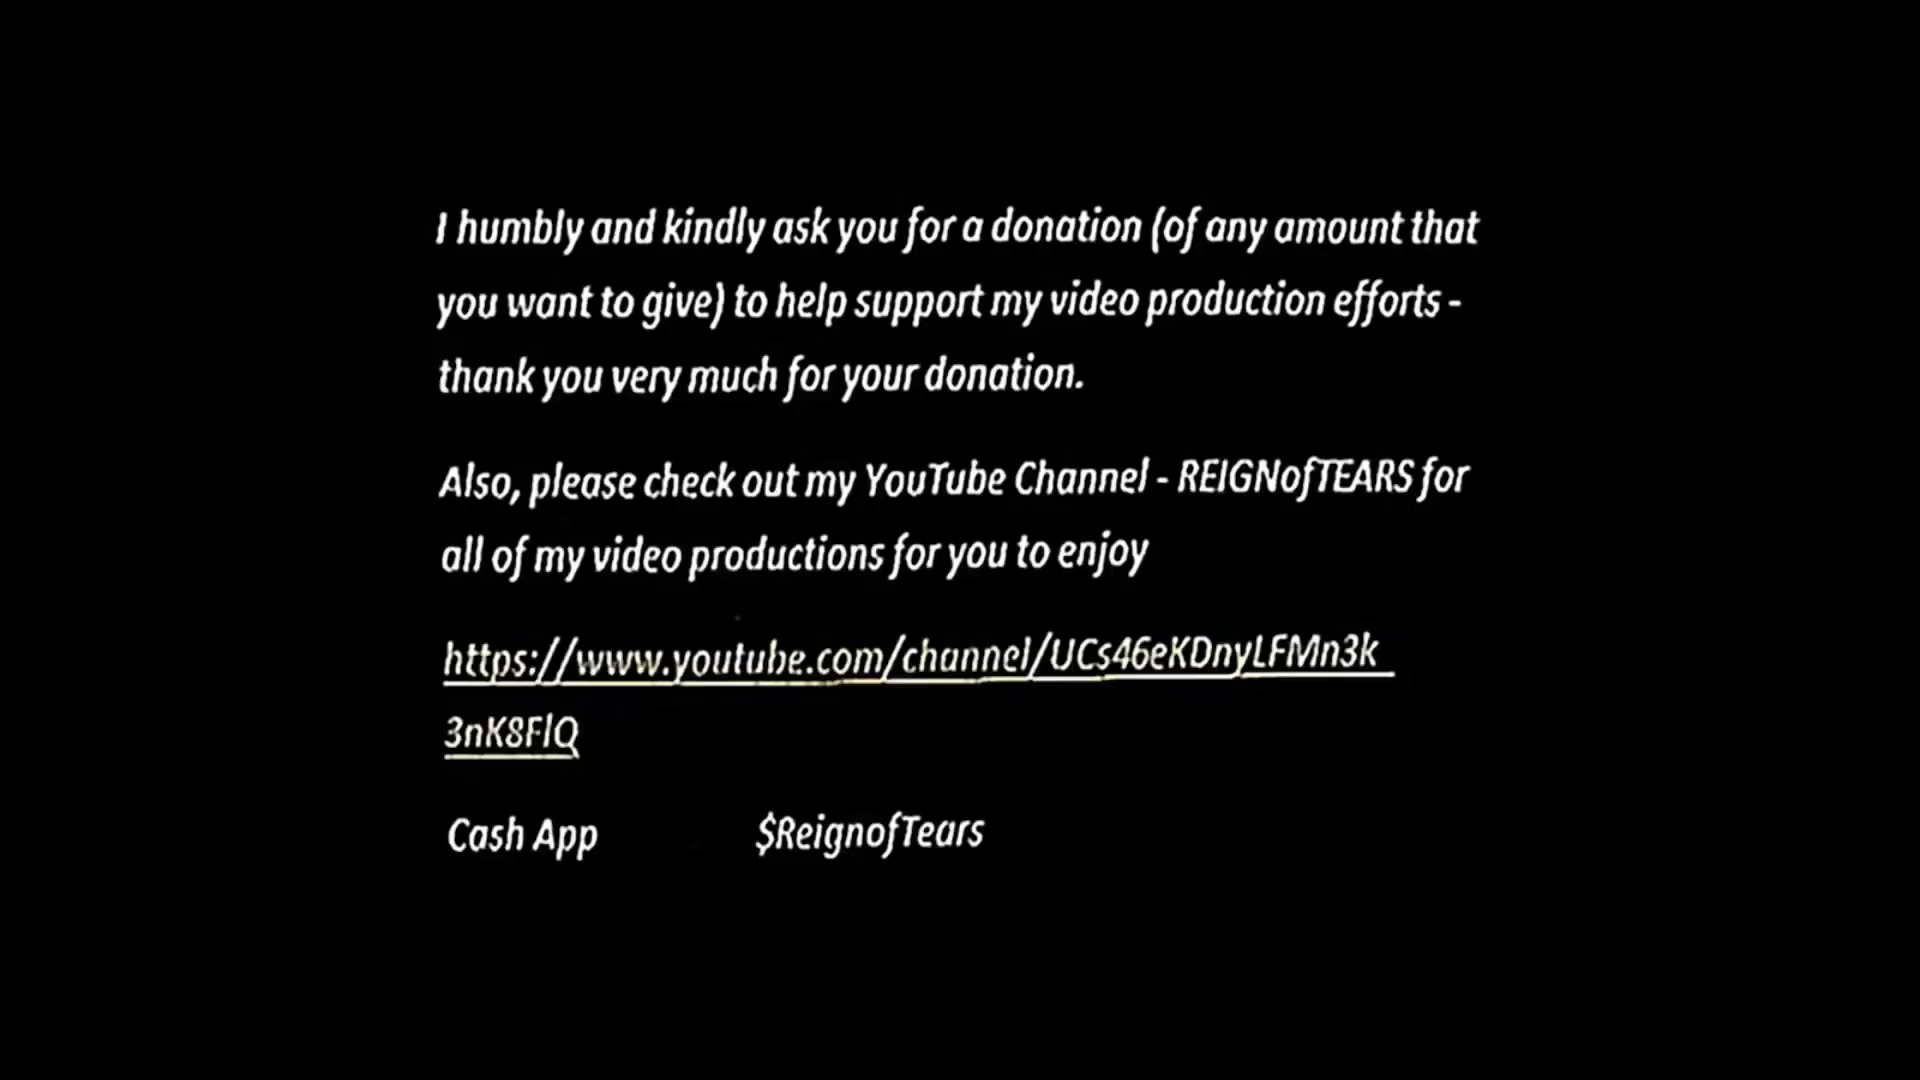 I humbly and kindly ask you for a donation (of any amount that
you want to give) to help support my video production efforts -
thank you very much for your donation.
Also, please check out my YouTube Channel - REIGNofTEARS for
all of my video productions for you to enjoy
https://www.youtube.com/channel/UCs46eKDnyLFMn3k
3nK8FlQ
Cash App $ReignofTears